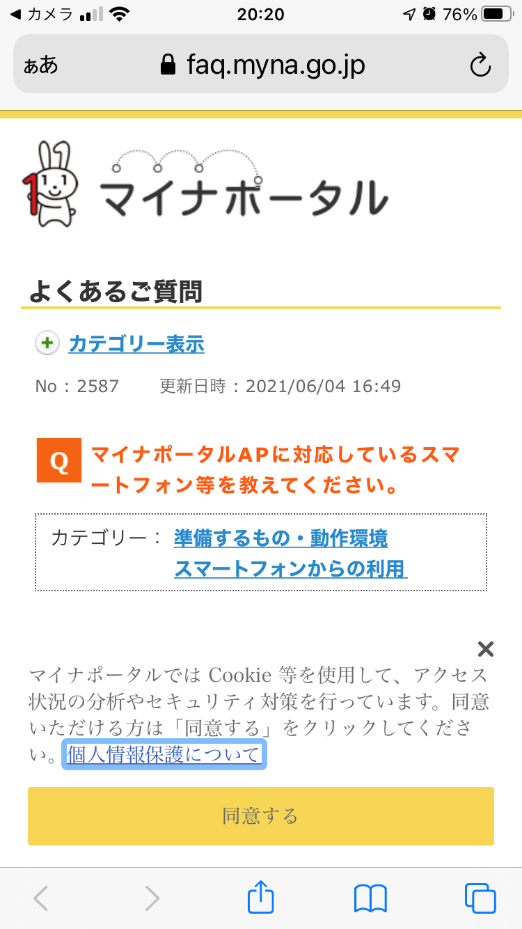 カメラ 20:20 76%
ぁあ faq.myna.go.jp
1
マイナポータル
よくあるご質問
カテゴリー表示
No : 2587 更新日時 : 2021/06/04 16:49
Q マイナポータルAPに対応しているスマ
ートフォン等を教えてください。
カテゴリー : 準備するもの・動作環境
スマートフォンからの利用
マイナポータルでは Cookie 等を使用して、アクセス
状況の分析やセキュリティ対策を行っています。同意
いただける方は「同意する」をクリックしてくださ
い。個人情報保護について
同意する